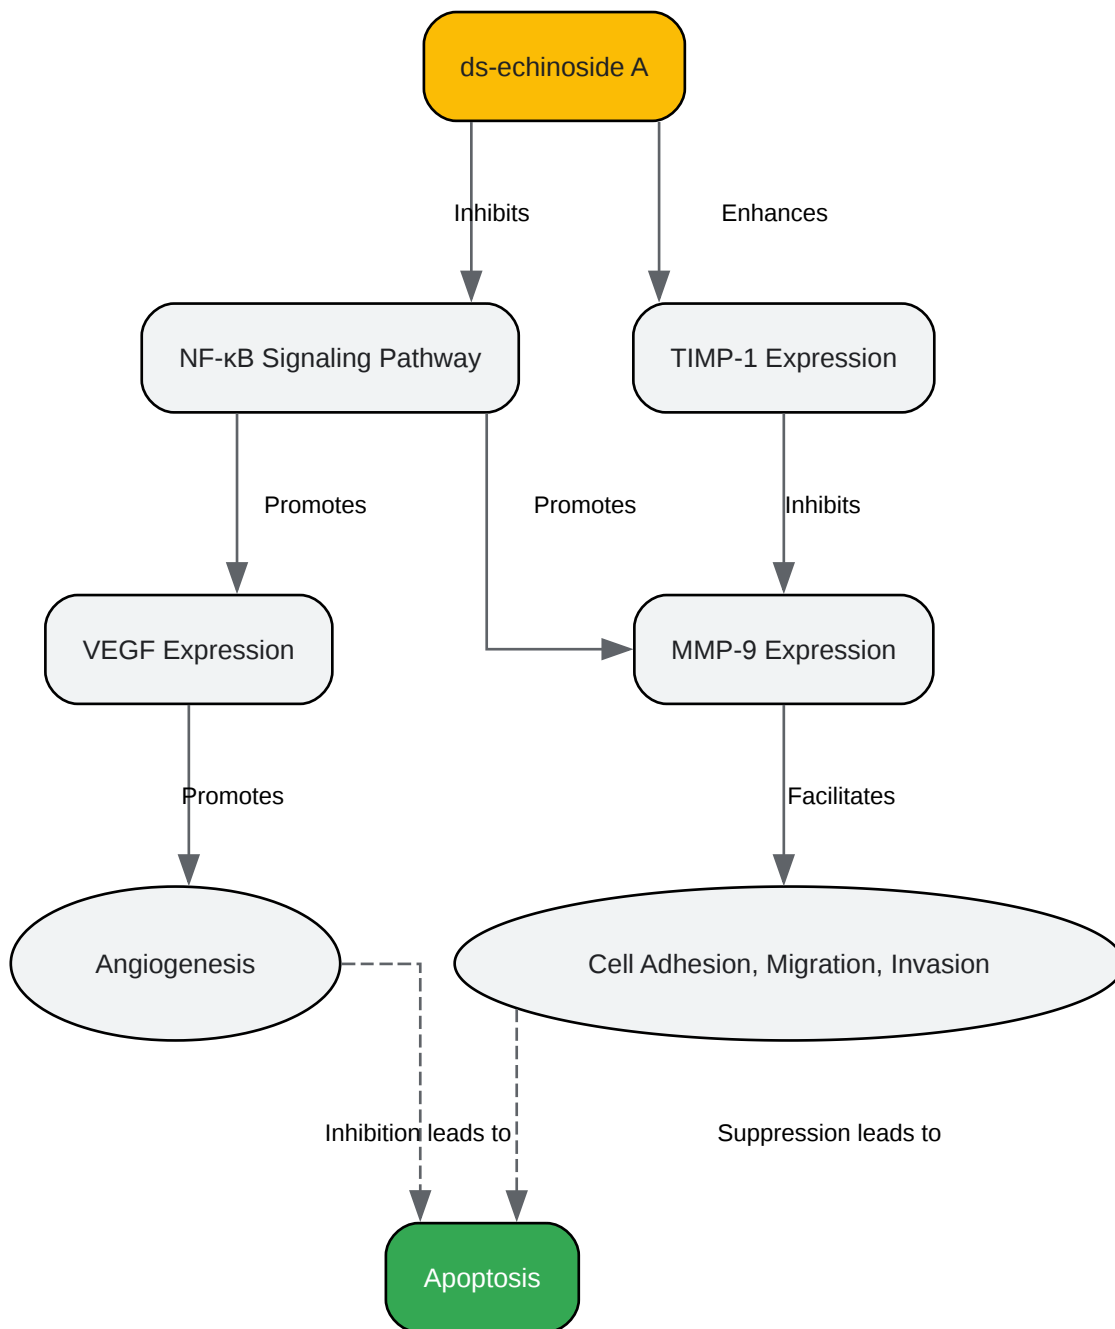 ds-echinoside A
Inhibits
Enhances
NF-κB Signaling Pathway
TIMP-1 Expression
Promotes
Promotes
Inhibits
VEGF Expression
MMP-9 Expression
Promotes
Facilitates
Angiogenesis
Cell Adhesion, Migration, Invasion
Inhibition leads to
Suppression leads to
Apoptosis